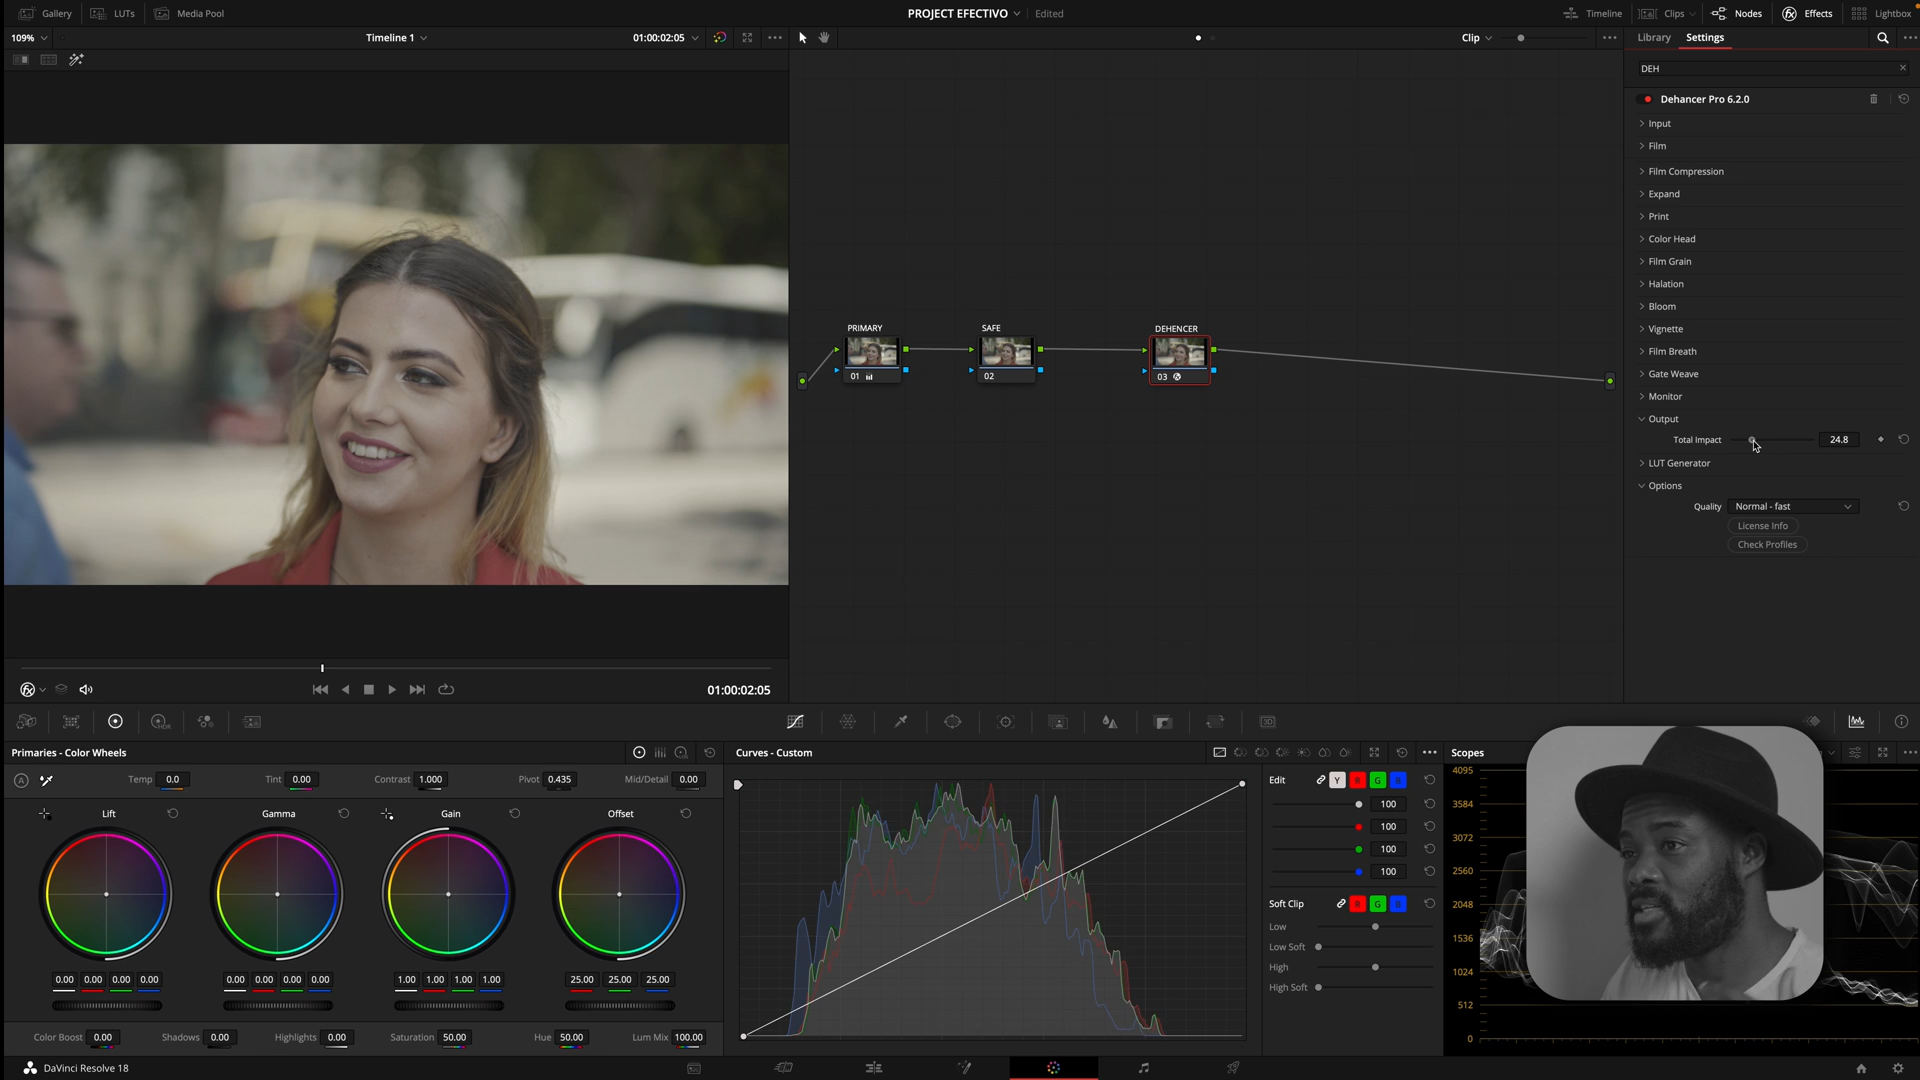 Gallery LUTs Media Pool PROJECT EFECTIVO Edited Timeline Clips Nodes Effects Lightbox
109% Timeline 1 01:00:02:05 Clip Library Settings
DEH
Dehancer Pro 6.2.0
Input
Film
Film Compression
Expand
Print
Color Head
Film Grain
Halation
Bloom
Vignette
Film Breath
Gate Weave
Monitor
Output
Total Impact 24.8
LUT Generator
Options
Quality Normal - fast
License Info
Check Profiles
PRIMARY SAFE DEHENCER
01 02 03
01:00:02:05
HDR 3D
Primaries - Color Wheels
Temp 0.0 Tint 0.00 Contrast 1.000 Pivot 0.435 Mid/Detail 0.00
Lift Gamma Gain Offset
0.00 0.00 0.00 0.00 0.00 0.00 0.00 0.00 1.00 1.00 1.00 1.00 25.00 25.00 25.00
Color Boost 0.00 Shadows 0.00 Highlights 0.00 Saturation 50.00 Hue 50.00 Lum Mix 100.00
Curves - Custom
Edit Y R G B
100
100
100
100
Soft Clip R G B
Low
Low Soft
High
High Soft
Scopes
4095
3584
3072
2560
2048
1536
1024
512
0
DaVinci Resolve 18